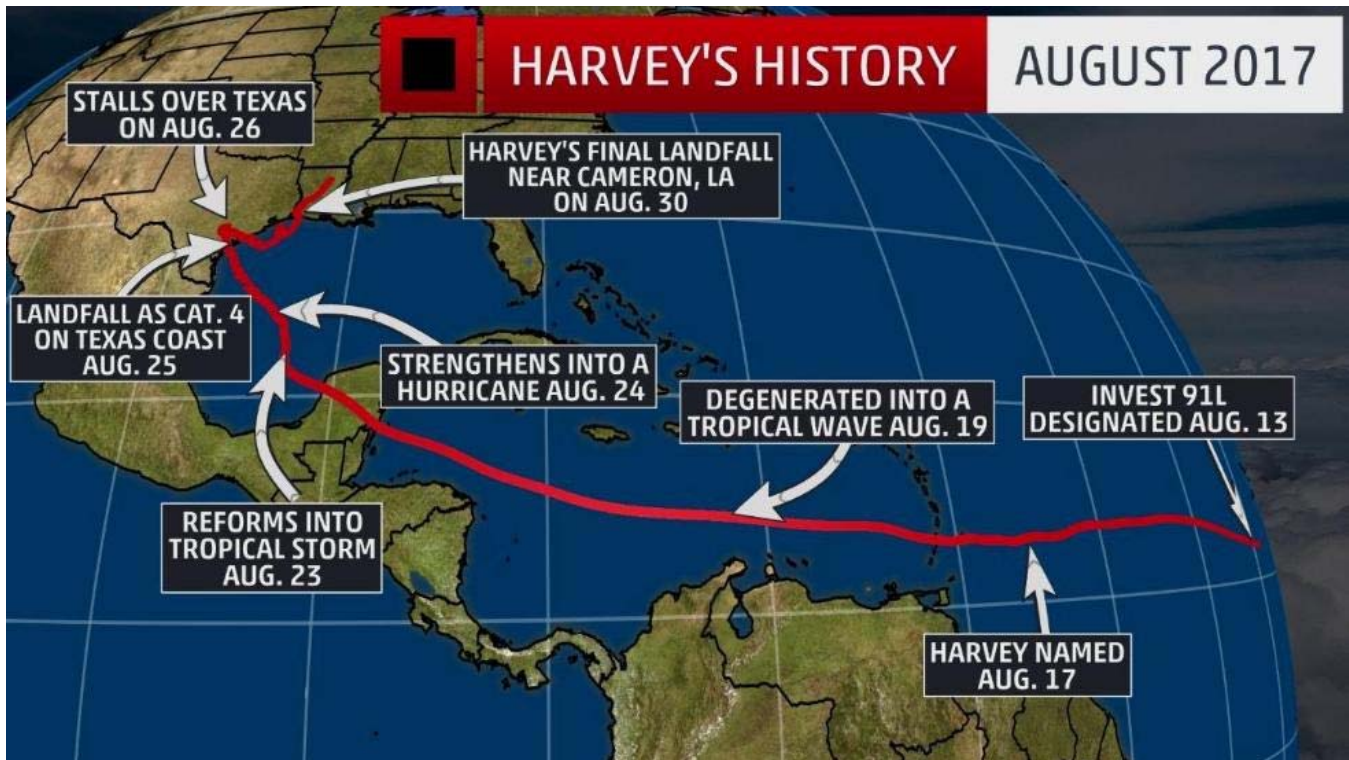 HARVEY'S HISTORY
AUGUST 2017
STALLS OVER TEXAS
ON AUG. 26
HARVEY'S FINAL LANDFALL
NEAR CAMERON, LA
ON AUG. 30
LANDFALL AS CAT. 4
ON TEXAS COAST
AUG. 25
STRENGTHENS INTO A
HURRICANE AUG. 24
DEGENERATED INTO A
TROPICAL WAVE AUG. 19
INVEST 91L
DESIGNATED AUG. 13
REFORMS INTO
TROPICAL STORM
AUG. 23
HARVEY NAMED
AUG. 17